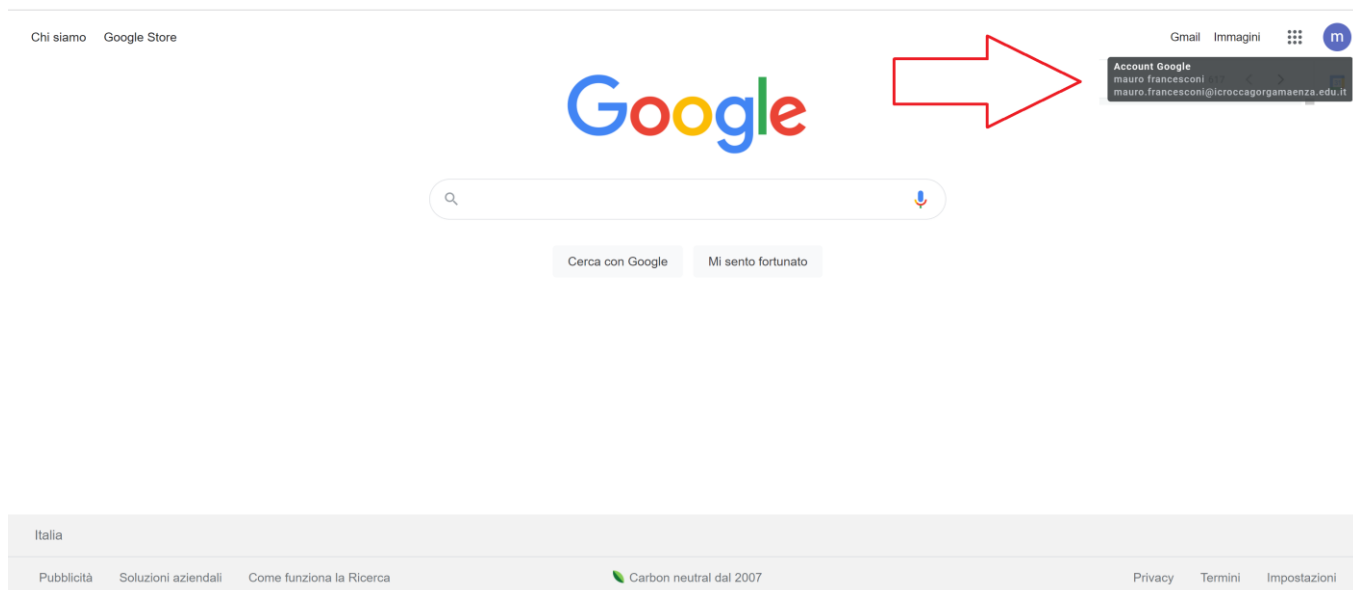 Chi siamo Google Store Gmail Immagini m
Account Google
mauro francesconi
mauro.francesconi@icroccagorgamaenza.edu.it
Google
Cerca con Google Mi sento fortunato
Italia
Pubblicità Soluzioni aziendali Come funziona la Ricerca Carbon neutral dal 2007 Privacy Termini Impostazioni